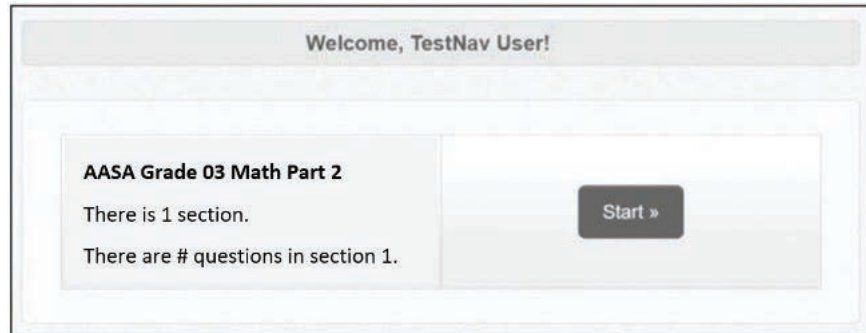 Welcome, TestNav User!
AASA Grade 03 Math Part 2
There is 1 section.
Start »
There are # questions in section 1.